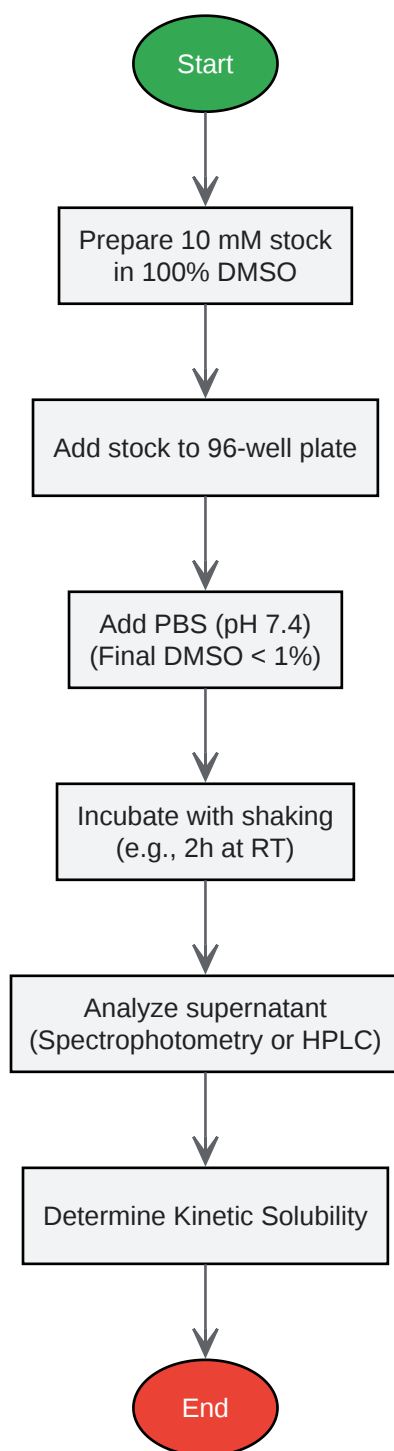 Start
Prepare 10 mM stock
in 100% DMSO
Add stock to 96-well plate
Add PBS (pH 7.4)
(Final DMSO < 1%)
Incubate with shaking
(e.g., 2h at RT)
Analyze supernatant
(Spectrophotometry or HPLC)
Determine Kinetic Solubility
End